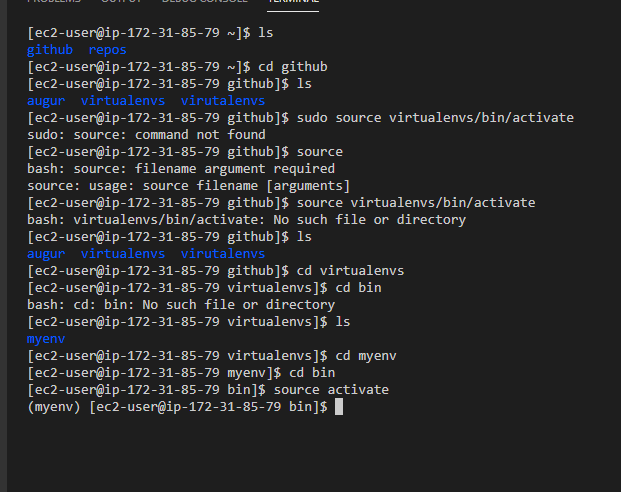 PROBLEMS OUTPUT DEBUG CONSOLE TERMINAL
[ec2-user@ip-172-31-85-79 ~]$ ls
github repos
[ec2-user@ip-172-31-85-79 ~]$ cd github
[ec2-user@ip-172-31-85-79 github]$ ls
augur virtualenvs virutalenvs
[ec2-user@ip-172-31-85-79 github]$ sudo source virtualenvs/bin/activate
sudo: source: command not found
[ec2-user@ip-172-31-85-79 github]$ source
bash: source: filename argument required
source: usage: source filename [arguments]
[ec2-user@ip-172-31-85-79 github]$ source virtualenvs/bin/activate
bash: virtualenvs/bin/activate: No such file or directory
[ec2-user@ip-172-31-85-79 github]$ ls
augur virtualenvs virutalenvs
[ec2-user@ip-172-31-85-79 github]$ cd virtualenvs
[ec2-user@ip-172-31-85-79 virtualenvs]$ cd bin
bash: cd: bin: No such file or directory
[ec2-user@ip-172-31-85-79 virtualenvs]$ ls
myenv
[ec2-user@ip-172-31-85-79 virtualenvs]$ cd myenv
[ec2-user@ip-172-31-85-79 myenv]$ cd bin
[ec2-user@ip-172-31-85-79 bin]$ source activate
(myenv) [ec2-user@ip-172-31-85-79 bin]$